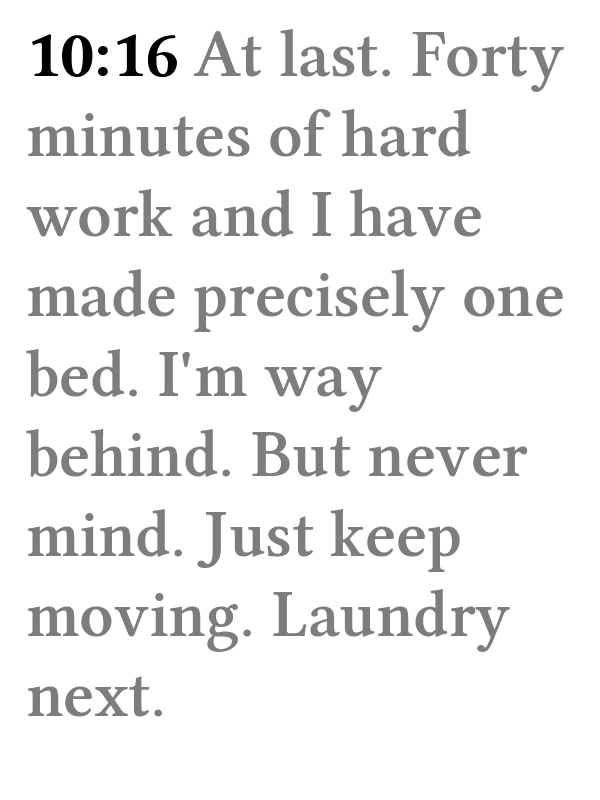 10:16 At last. Forty
minutes of hard
work and I have
made precisely one
bed. I'm way
behind. But never
mind. Just keep
moving. Laundry
next.